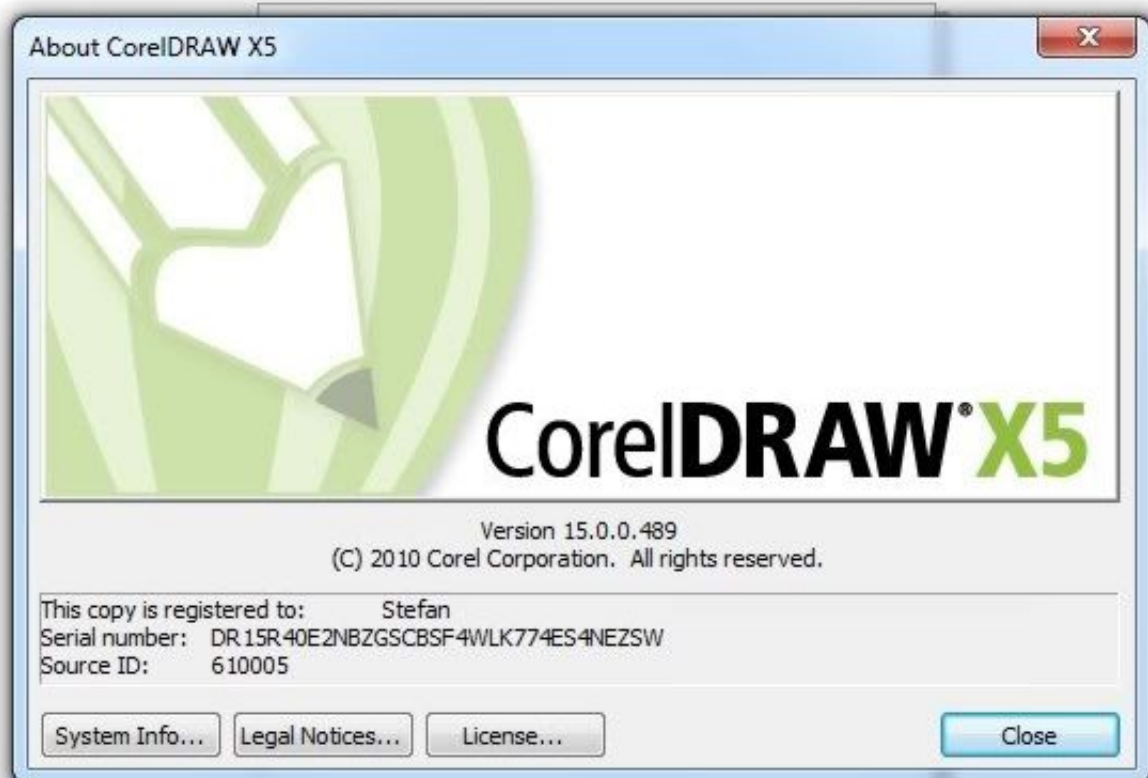 About CorelDRAW X5
CorelDRAW® X5
Version 15.0.0.489
(C) 2010 Corel Corporation. All rights reserved.
This copy is registered to: Stefan
Serial number: DR15R40E2NBZGSCBSF4WLK774ES4NEZSW
Source ID: 610005
System Info... Legal Notices... License... Close